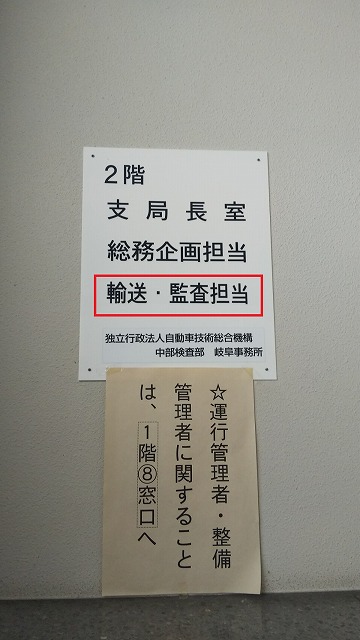 2階
支局長室
総務企画担当
輸送・監査担当
独立行政法人自動車技術総合機構
中部検査部 岐阜事務所
☆運行管理者・整備
管理者に関すること
は、1階⑧窓口へ